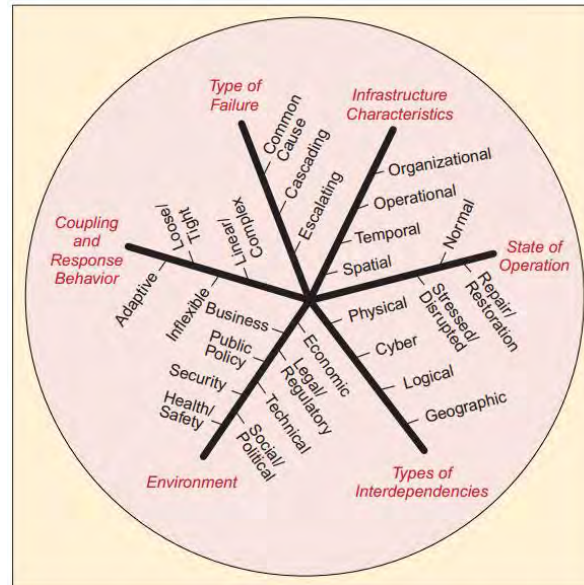 Type of
Failure
Common
Cause
Cascading
Escalating
Infrastructure
Characteristics
Organizational
Operational
Temporal
Spatial
State of
Operation
Normal
Stressed/
Disrupted
Repair/
Restoration
Types of
Interdependencies
Physical
Cyber
Logical
Geographic
Environment
Economic
Legal/
Regulatory
Technical
Social/
Political
Business
Public
Policy
Security
Health/
Safety
Coupling
and
Response
Behavior
Adaptive
Loose/
Tight
Inflexible
Linear/
Complex